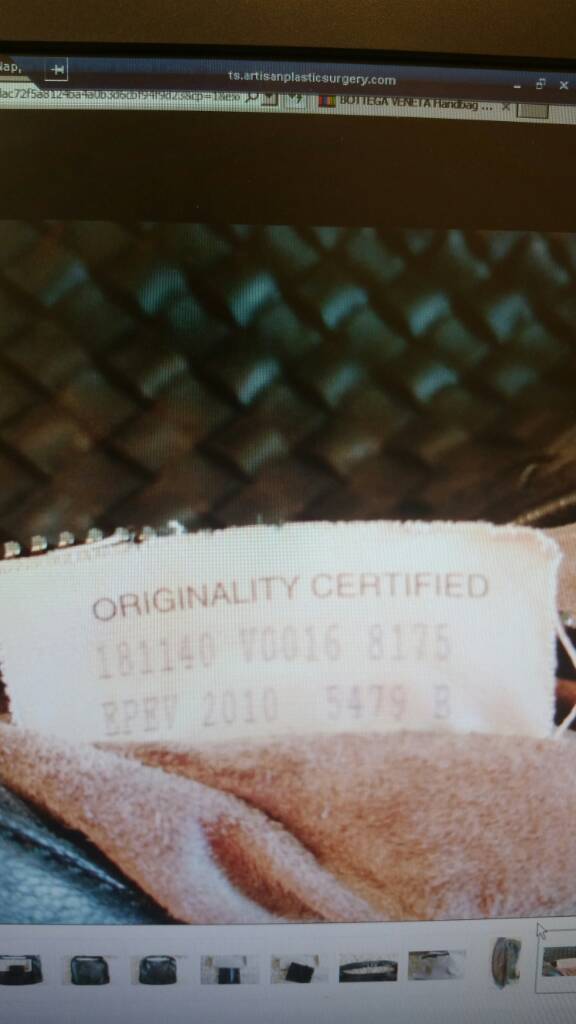 ts.artisanplasticsurgery.com
BOTTEGA VENETA Handbag ...
ORIGINALITY CERTIFIED
181140 V0016 8175
EPEV 2010 5479 B